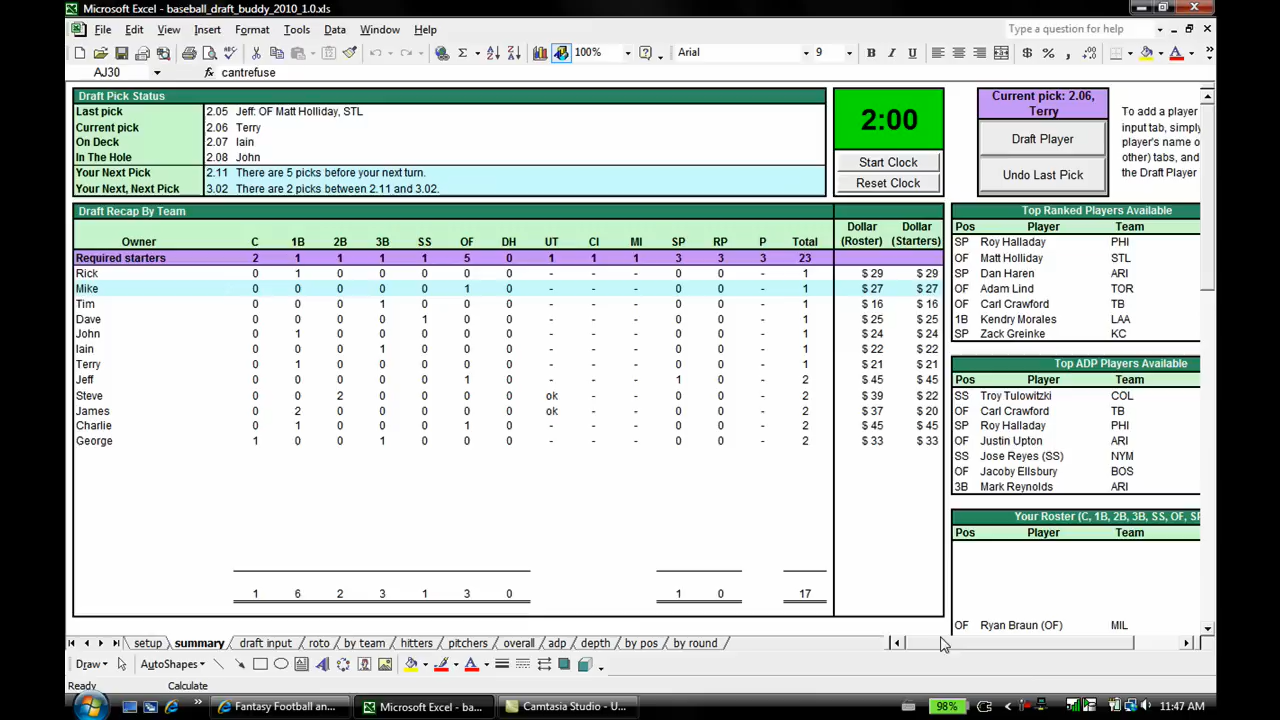 Microsoft Excel - baseball_draft_buddy_2010_1.0.xls
File Edit View Insert Format Tools Data Window Help Type a question for help
100% Arial 9 B I U $ %
AJ30 fx cantrefuse
Draft Pick Status
Last pick 2.05 Jeff: OF Matt Holliday, STL
Current pick 2.06 Terry
On Deck 2.07 Iain
In The Hole 2.08 John
Your Next Pick 2.11 There are 5 picks before your next turn.
Your Next, Next Pick 3.02 There are 2 picks between 2.11 and 3.02.
2:00
Start Clock
Reset Clock
Current pick: 2.06,
Terry
Draft Player
Undo Last Pick
To add a player
input tab, simply
player's name o
other) tabs, and
the Draft Player
Draft Recap By Team
Owner C 1B 2B 3B SS OF DH UT CI MI SP RP P Total Dollar (Roster) Dollar (Starters)
Required starters 2 1 1 1 1 5 0 1 1 1 3 3 3 23
Rick 0 1 0 0 0 0 0 - - - 0 0 - 1 $ 29 $ 29
Mike 0 0 0 0 0 1 0 - - - 0 0 - 1 $ 27 $ 27
Tim 0 0 0 1 0 0 0 - - - 0 0 - 1 $ 16 $ 16
Dave 0 0 0 0 1 0 0 - - - 0 0 - 1 $ 25 $ 25
John 0 1 0 0 0 0 0 - - - 0 0 - 1 $ 24 $ 24
Iain 0 0 0 1 0 0 0 - - - 0 0 - 1 $ 22 $ 22
Terry 0 1 0 0 0 0 0 - - - 0 0 - 1 $ 21 $ 21
Jeff 0 0 0 0 0 1 0 - - - 1 0 - 2 $ 45 $ 45
Steve 0 0 2 0 0 0 0 ok - - 0 0 - 2 $ 39 $ 22
James 0 2 0 0 0 0 0 ok - - 0 0 - 2 $ 37 $ 20
Charlie 0 1 0 0 0 1 0 - - - 0 0 - 2 $ 45 $ 45
George 1 0 0 1 0 0 0 - - - 0 0 - 2 $ 33 $ 33
1 6 2 3 1 3 0 1 0 17
Top Ranked Players Available
Pos Player Team
SP Roy Halladay PHI
OF Matt Holliday STL
SP Dan Haren ARI
OF Adam Lind TOR
OF Carl Crawford TB
1B Kendry Morales LAA
SP Zack Greinke KC
Top ADP Players Available
Pos Player Team
SS Troy Tulowitzki COL
OF Carl Crawford TB
SP Roy Halladay PHI
OF Justin Upton ARI
SS Jose Reyes (SS) NYM
OF Jacoby Ellsbury BOS
3B Mark Reynolds ARI
Your Roster (C, 1B, 2B, 3B, SS, OF, SP
Pos Player Team
OF Ryan Braun (OF) MIL
setup summary draft input roto by team hitters pitchers overall adp depth by pos by round
Draw AutoShapes
Ready Calculate
Fantasy Football an... Microsoft Excel - ba... Camtasia Studio - U... 98% 11:47 AM